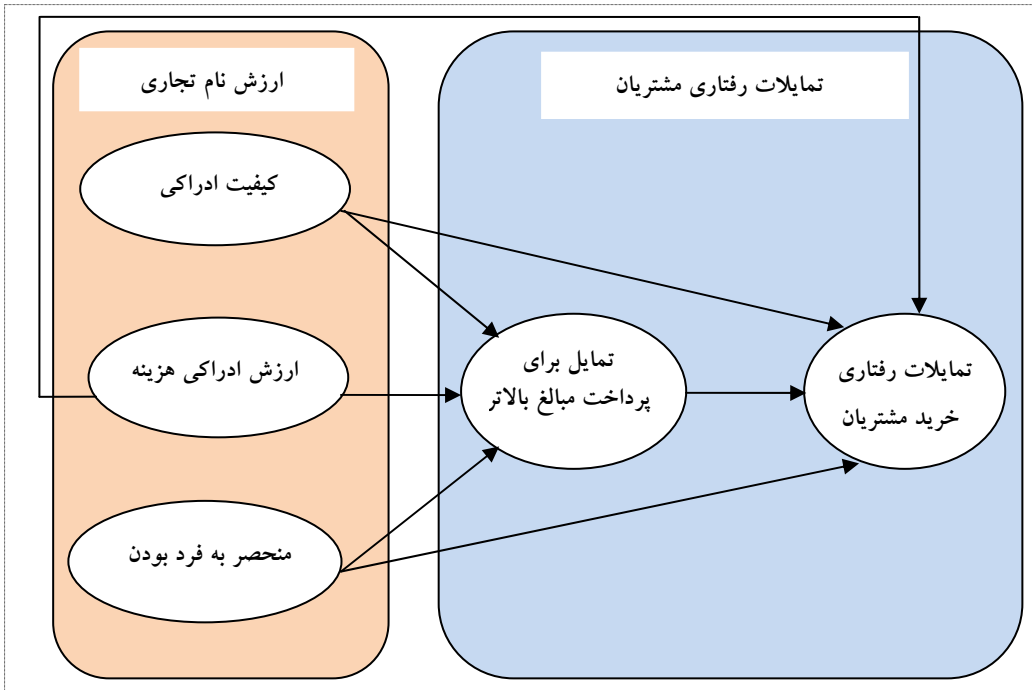 ارزش نام تجاری
تمایلات رفتاری مشتریان
کیفیت ادراکی
ارزش ادراکی هزینه
منحصر به فرد بودن
تمایل برای
پرداخت مبالغ بالاتر
تمایلات رفتاری
خرید مشتریان